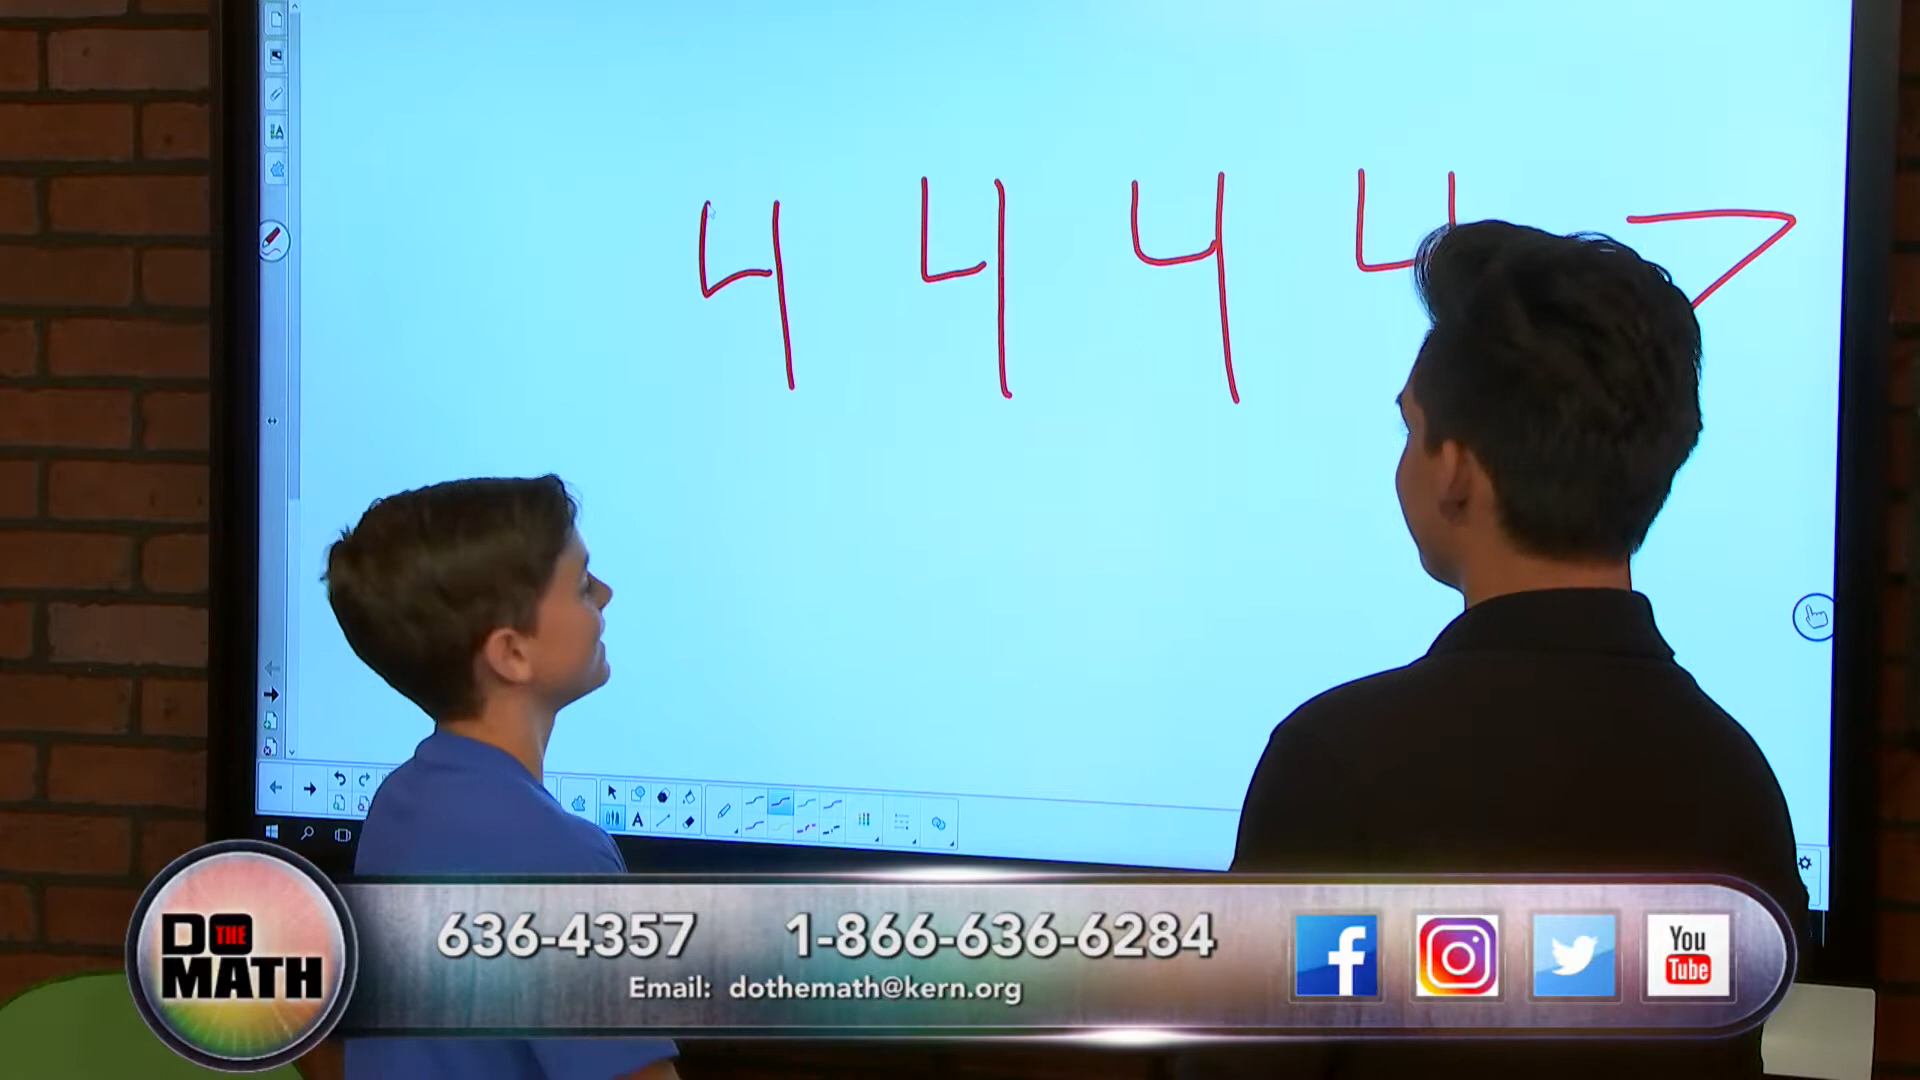 4 4 4 4 7
DO THE MATH
636-4357 1-866-636-6284
Email: dothemath@kern.org
You Tube